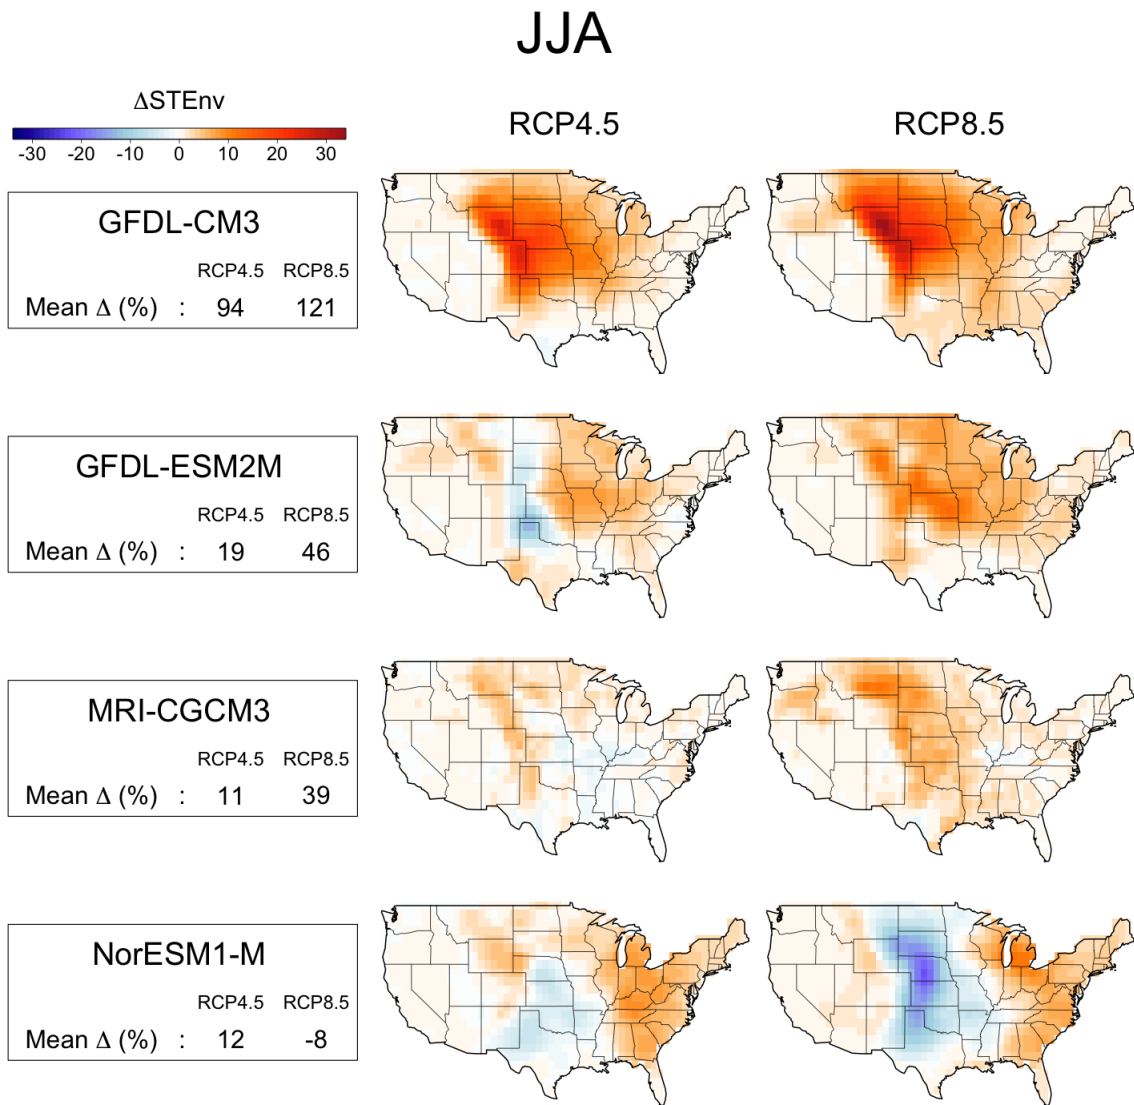 JJA
ΔSTEnv
-30 -20 -10 0 10 20 30
RCP4.5 RCP8.5
GFDL-CM3
RCP4.5 RCP8.5
Mean Δ (%) : 94 121
GFDL-ESM2M
RCP4.5 RCP8.5
Mean Δ (%) : 19 46
MRI-CGCM3
RCP4.5 RCP8.5
Mean Δ (%) : 11 39
NorESM1-M
RCP4.5 RCP8.5
Mean Δ (%) : 12 -8